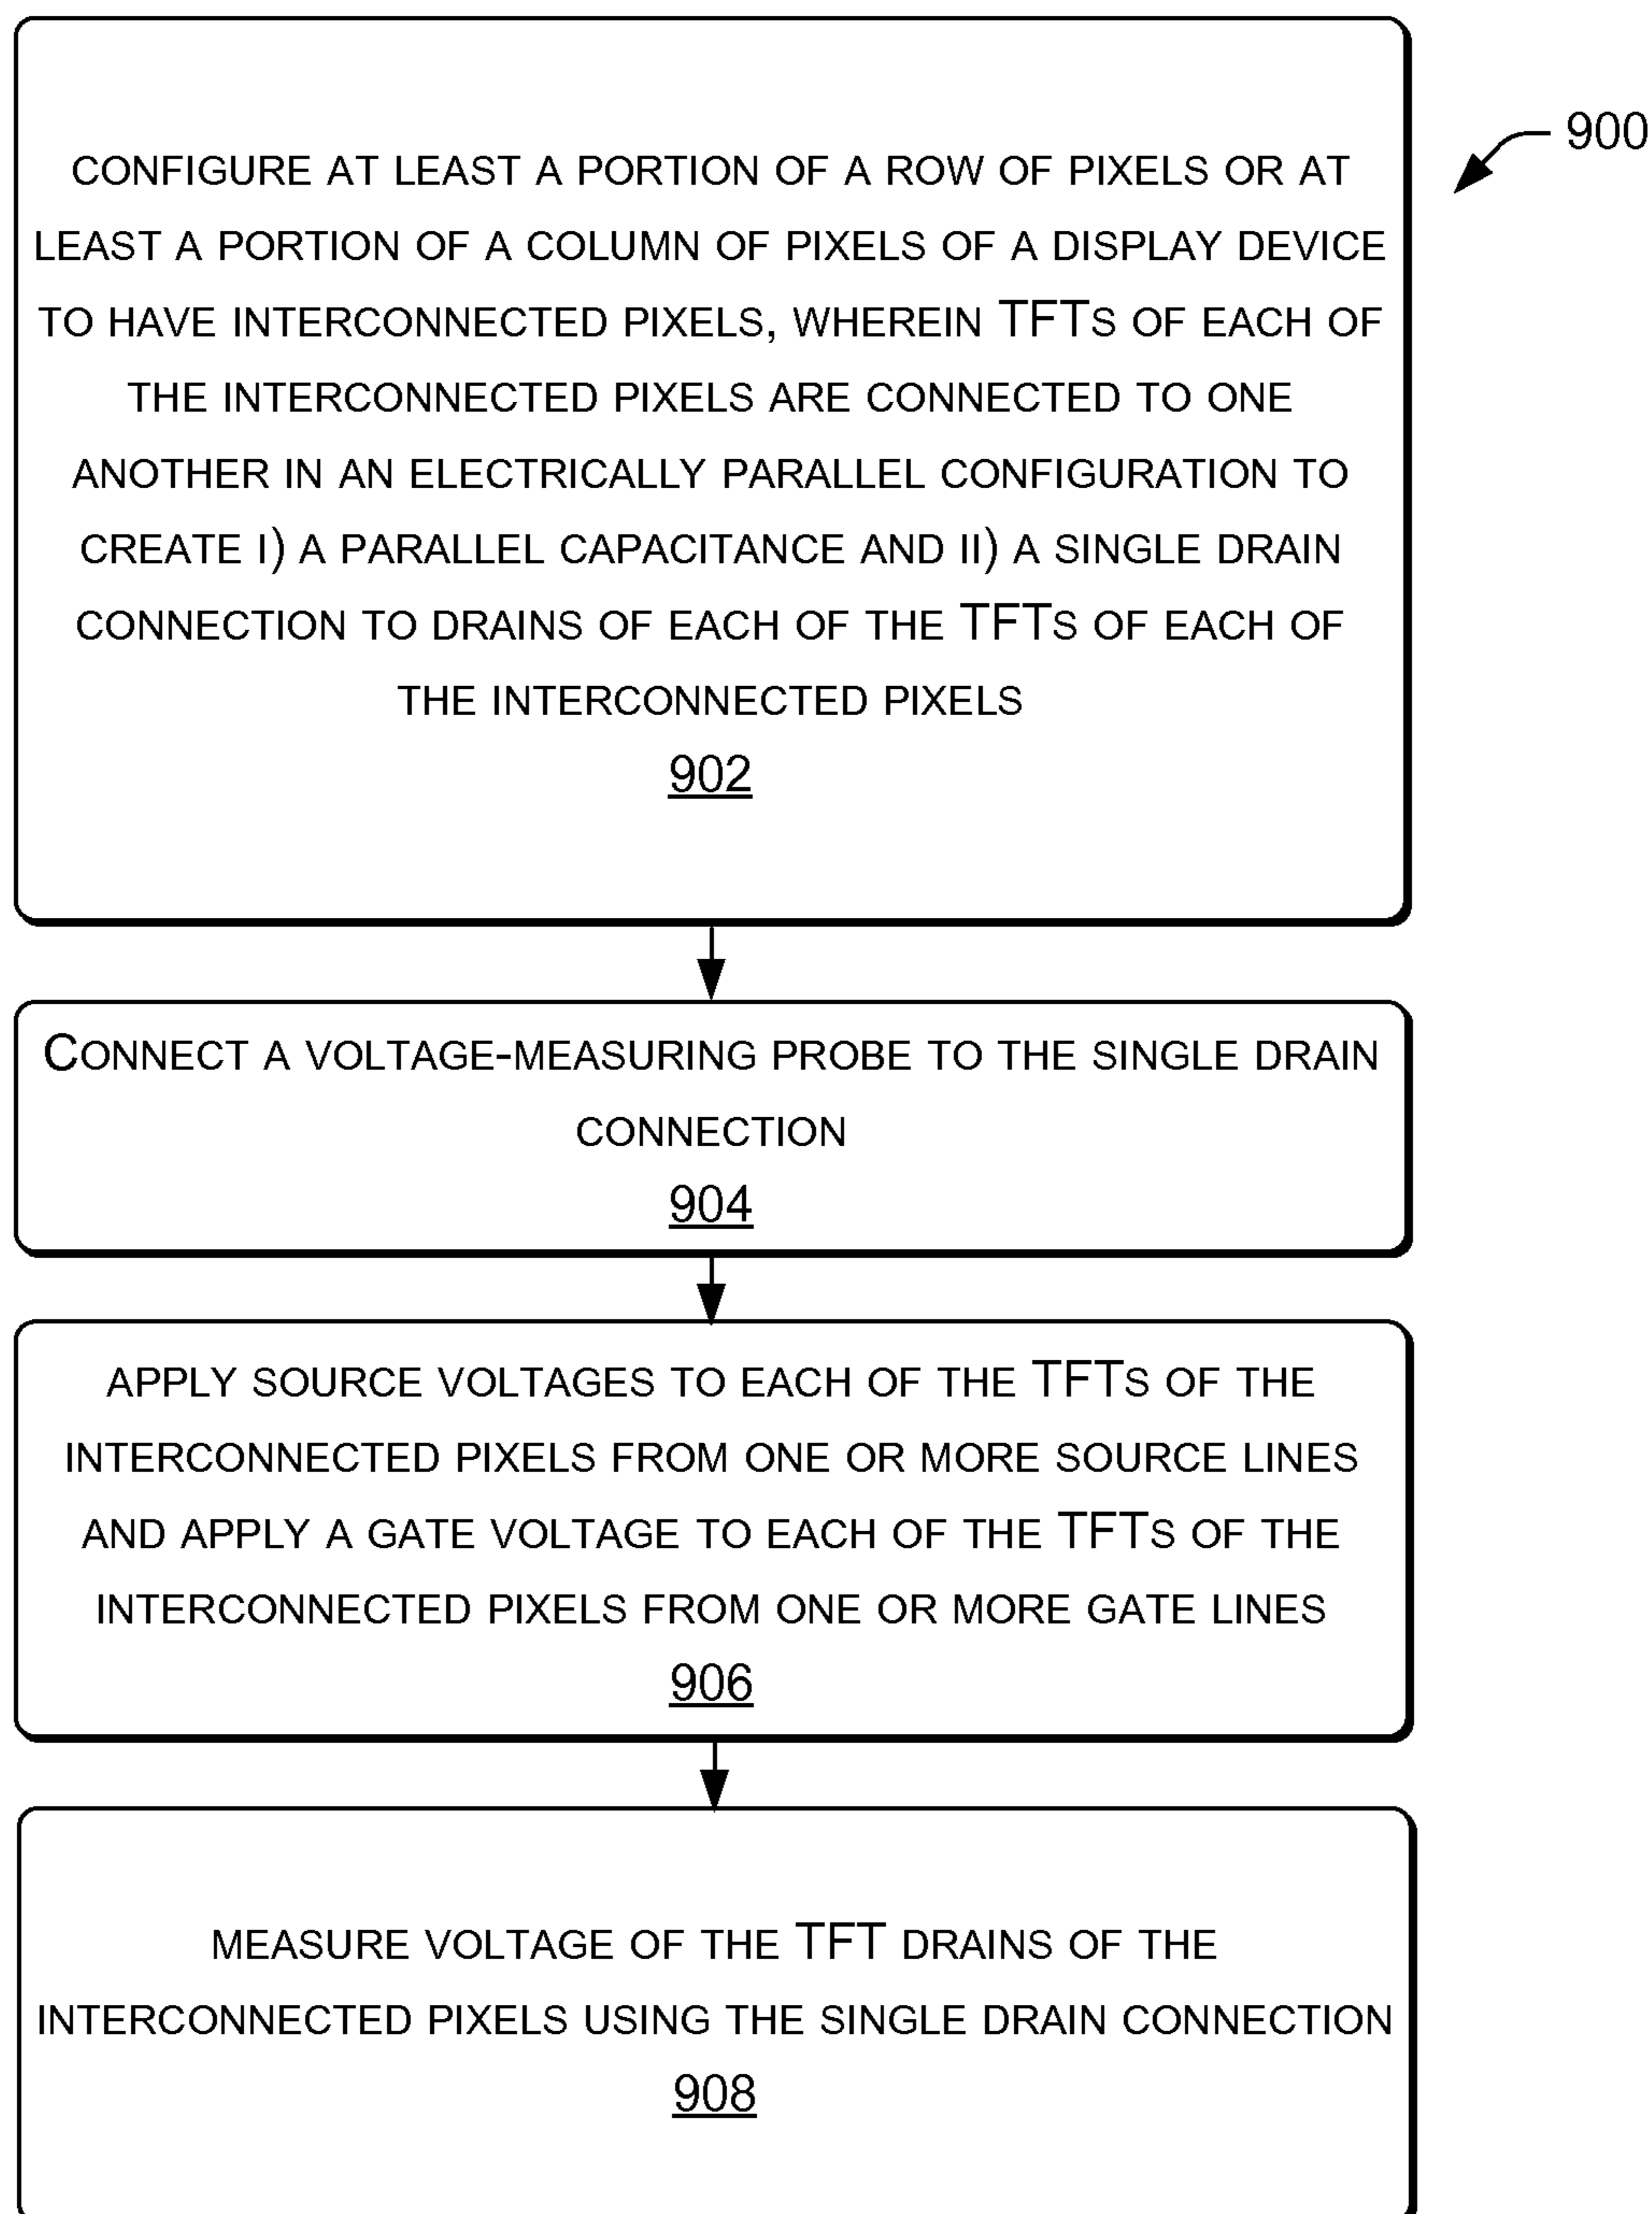 900
CONFIGURE AT LEAST A PORTION OF A ROW OF PIXELS OR AT
LEAST A PORTION OF A COLUMN OF PIXELS OF A DISPLAY DEVICE
TO HAVE INTERCONNECTED PIXELS, WHEREIN TFTS OF EACH OF
THE INTERCONNECTED PIXELS ARE CONNECTED TO ONE
ANOTHER IN AN ELECTRICALLY PARALLEL CONFIGURATION TO
CREATE I) A PARALLEL CAPACITANCE AND II) A SINGLE DRAIN
CONNECTION TO DRAINS OF EACH OF THE TFTS OF EACH OF
THE INTERCONNECTED PIXELS
902
CONNECT A VOLTAGE-MEASURING PROBE TO THE SINGLE DRAIN
CONNECTION
904
APPLY SOURCE VOLTAGES TO EACH OF THE TFTS OF THE
INTERCONNECTED PIXELS FROM ONE OR MORE SOURCE LINES
AND APPLY A GATE VOLTAGE TO EACH OF THE TFTS OF THE
INTERCONNECTED PIXELS FROM ONE OR MORE GATE LINES
906
MEASURE VOLTAGE OF THE TFT DRAINS OF THE
INTERCONNECTED PIXELS USING THE SINGLE DRAIN CONNECTION
908